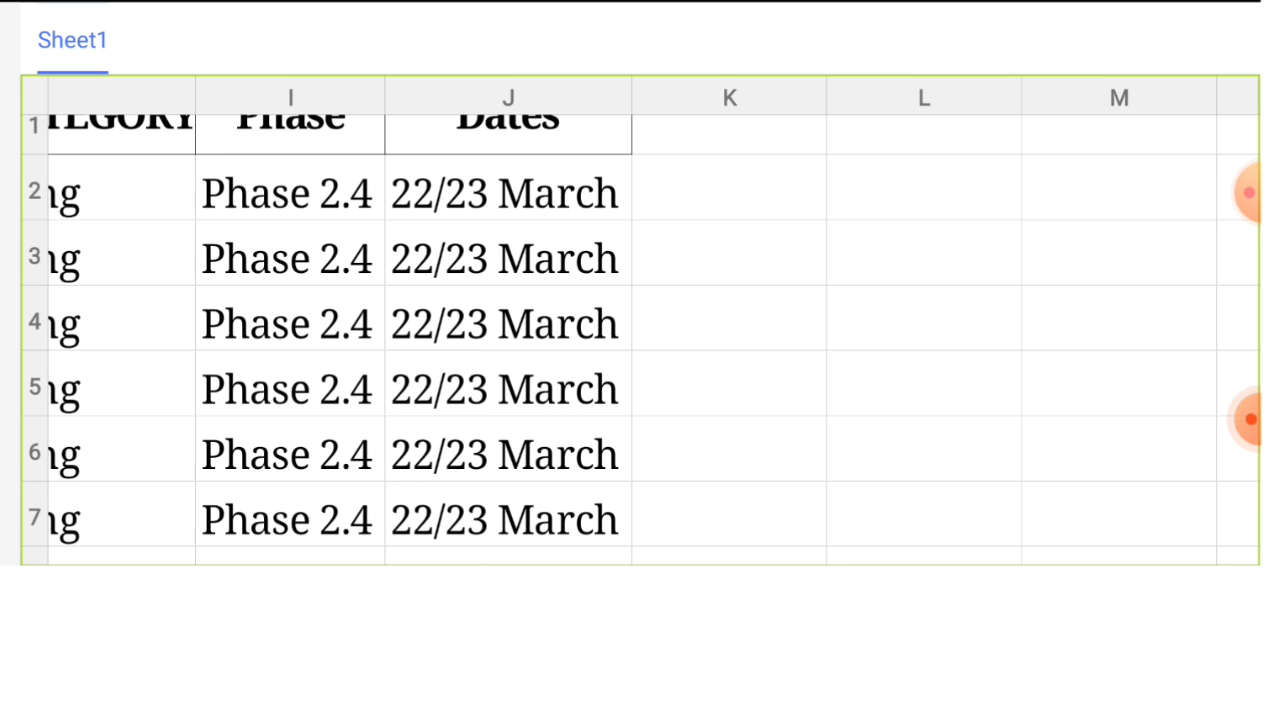 Sheet1
I J K L M
1 Phase Dates
2 Phase 2.4 22/23 March
3 Phase 2.4 22/23 March
4 Phase 2.4 22/23 March
5 Phase 2.4 22/23 March
6 Phase 2.4 22/23 March
7 Phase 2.4 22/23 March